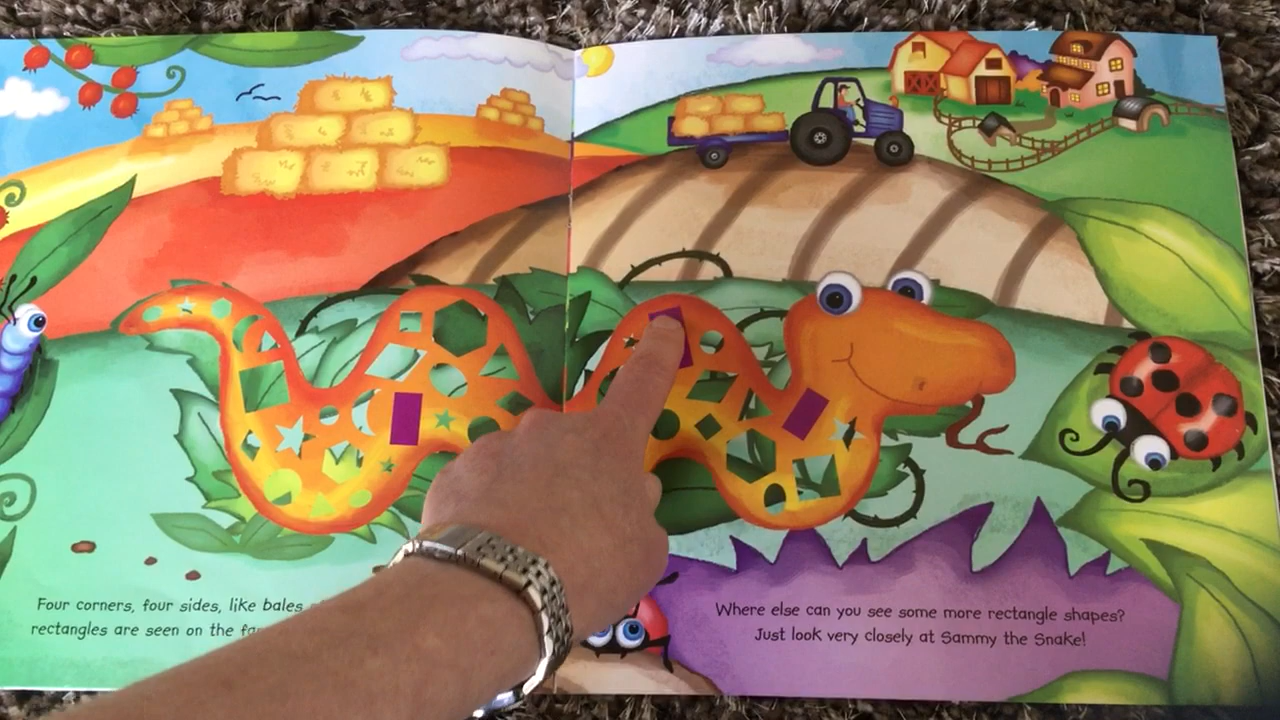 Four corners, four sides, like bales
rectangles are seen on the
Where else can you see some more rectangle shapes?
Just look very closely at Sammy the Snake!